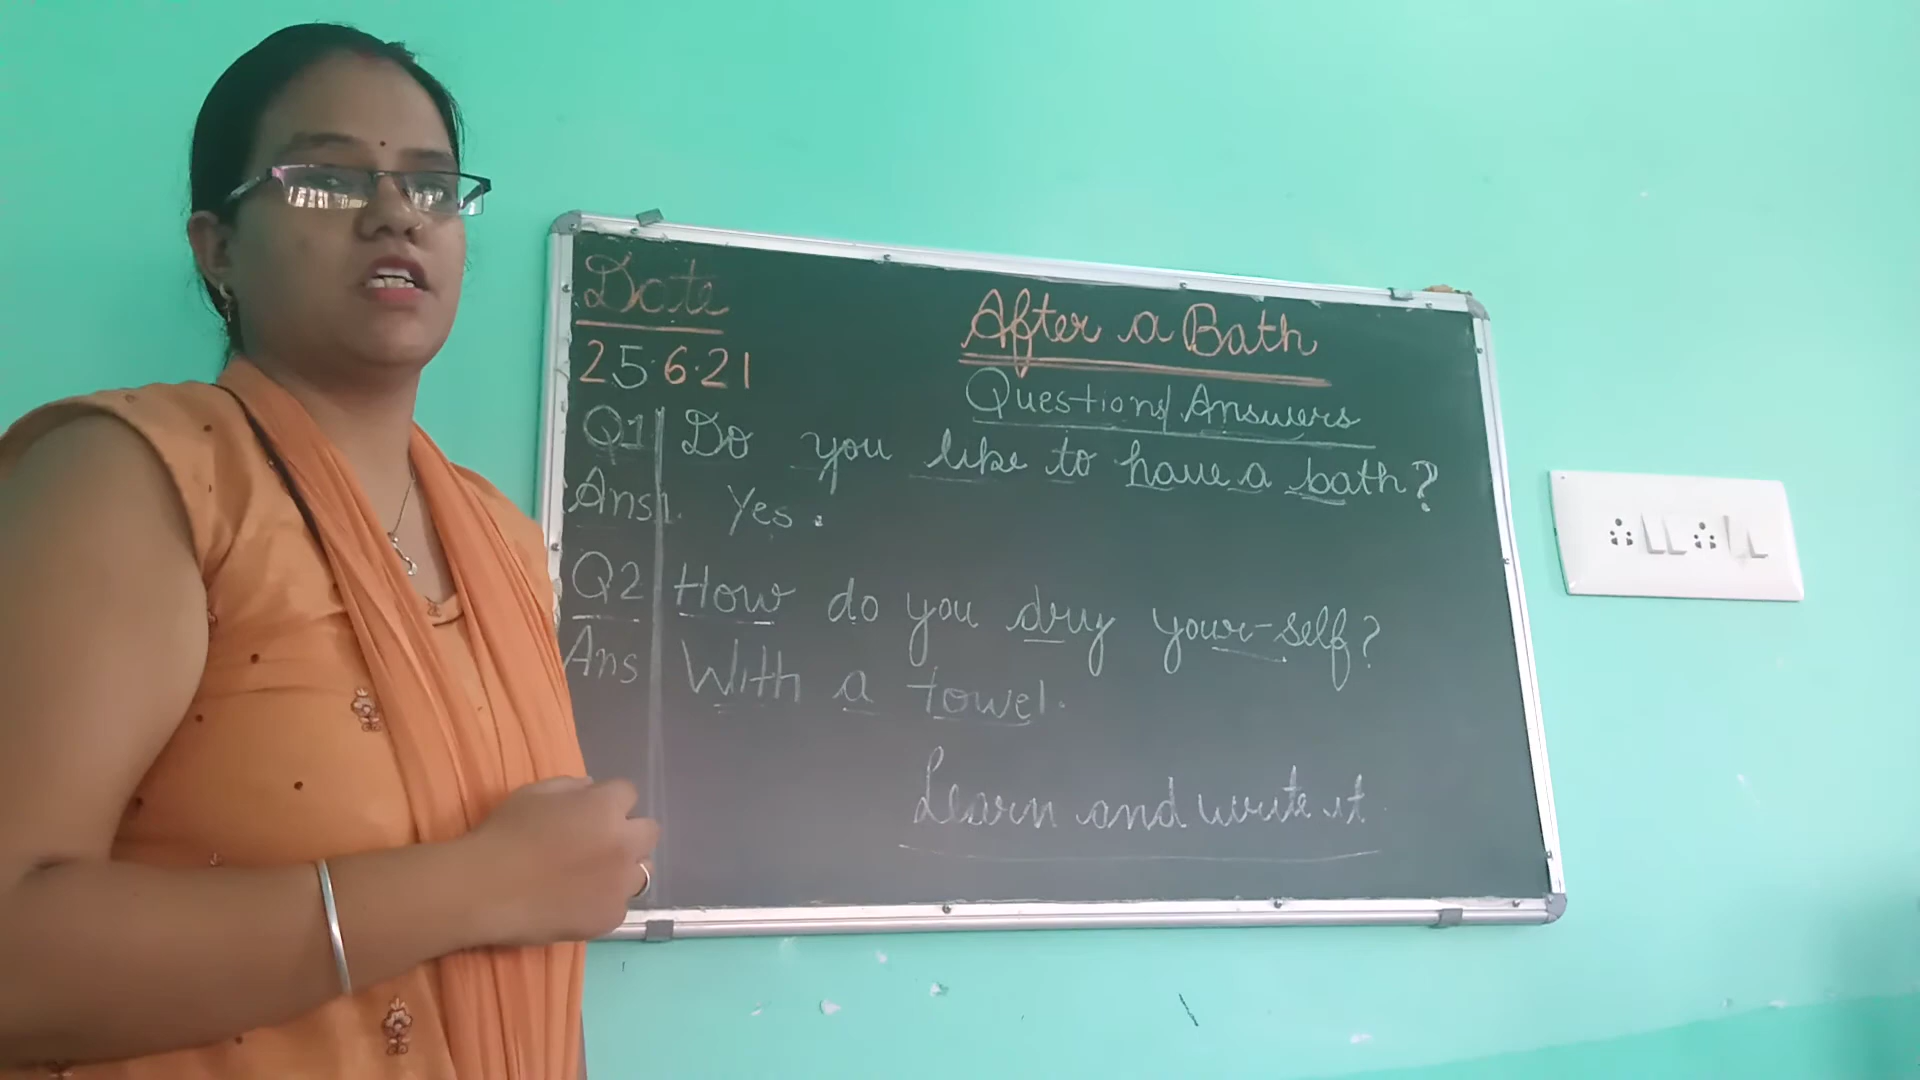 Date
25.6.21
After a Bath
Questions/Answers
Q1 Do you like to have a bath?
Ans1. Yes.
Q2 How do you dry your-self?
Ans With a towel.
Learn and write it.